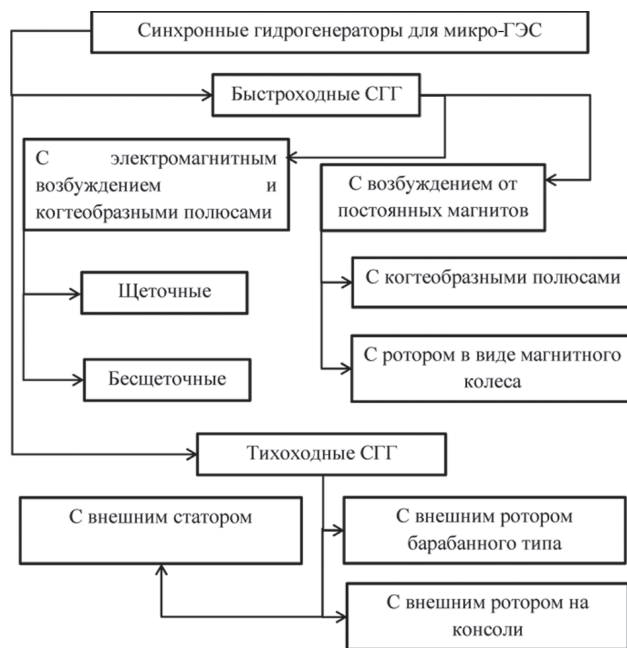 Синхронные гидрогенераторы для микро-ГЭС
Быстроходные СГГ
С электромагнитным
возбуждением и
когтеобразными полюсами
С возбуждением от
постоянных магнитов
Щеточные
Бесщеточные
С когтеобразными полюсами
С ротором в виде магнитного
колеса
Тихоходные СГГ
С внешним статором
С внешним ротором
барабанного типа
С внешним ротором на
консоли